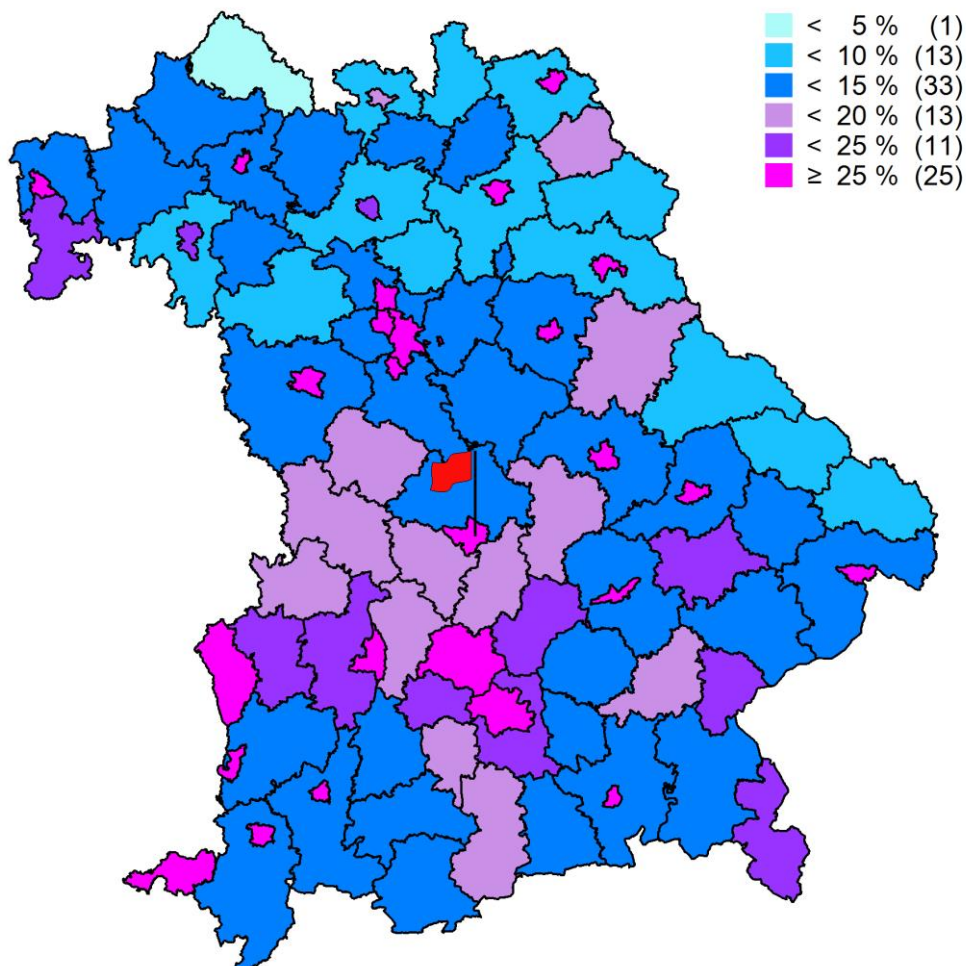 < 5 % (1)
< 10 % (13)
< 15 % (33)
< 20 % (13)
< 25 % (11)
≥ 25 % (25)